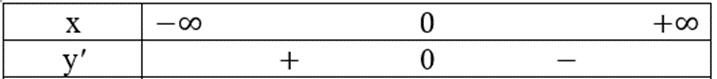 x −∞ 0 +∞
y′ + 0 −